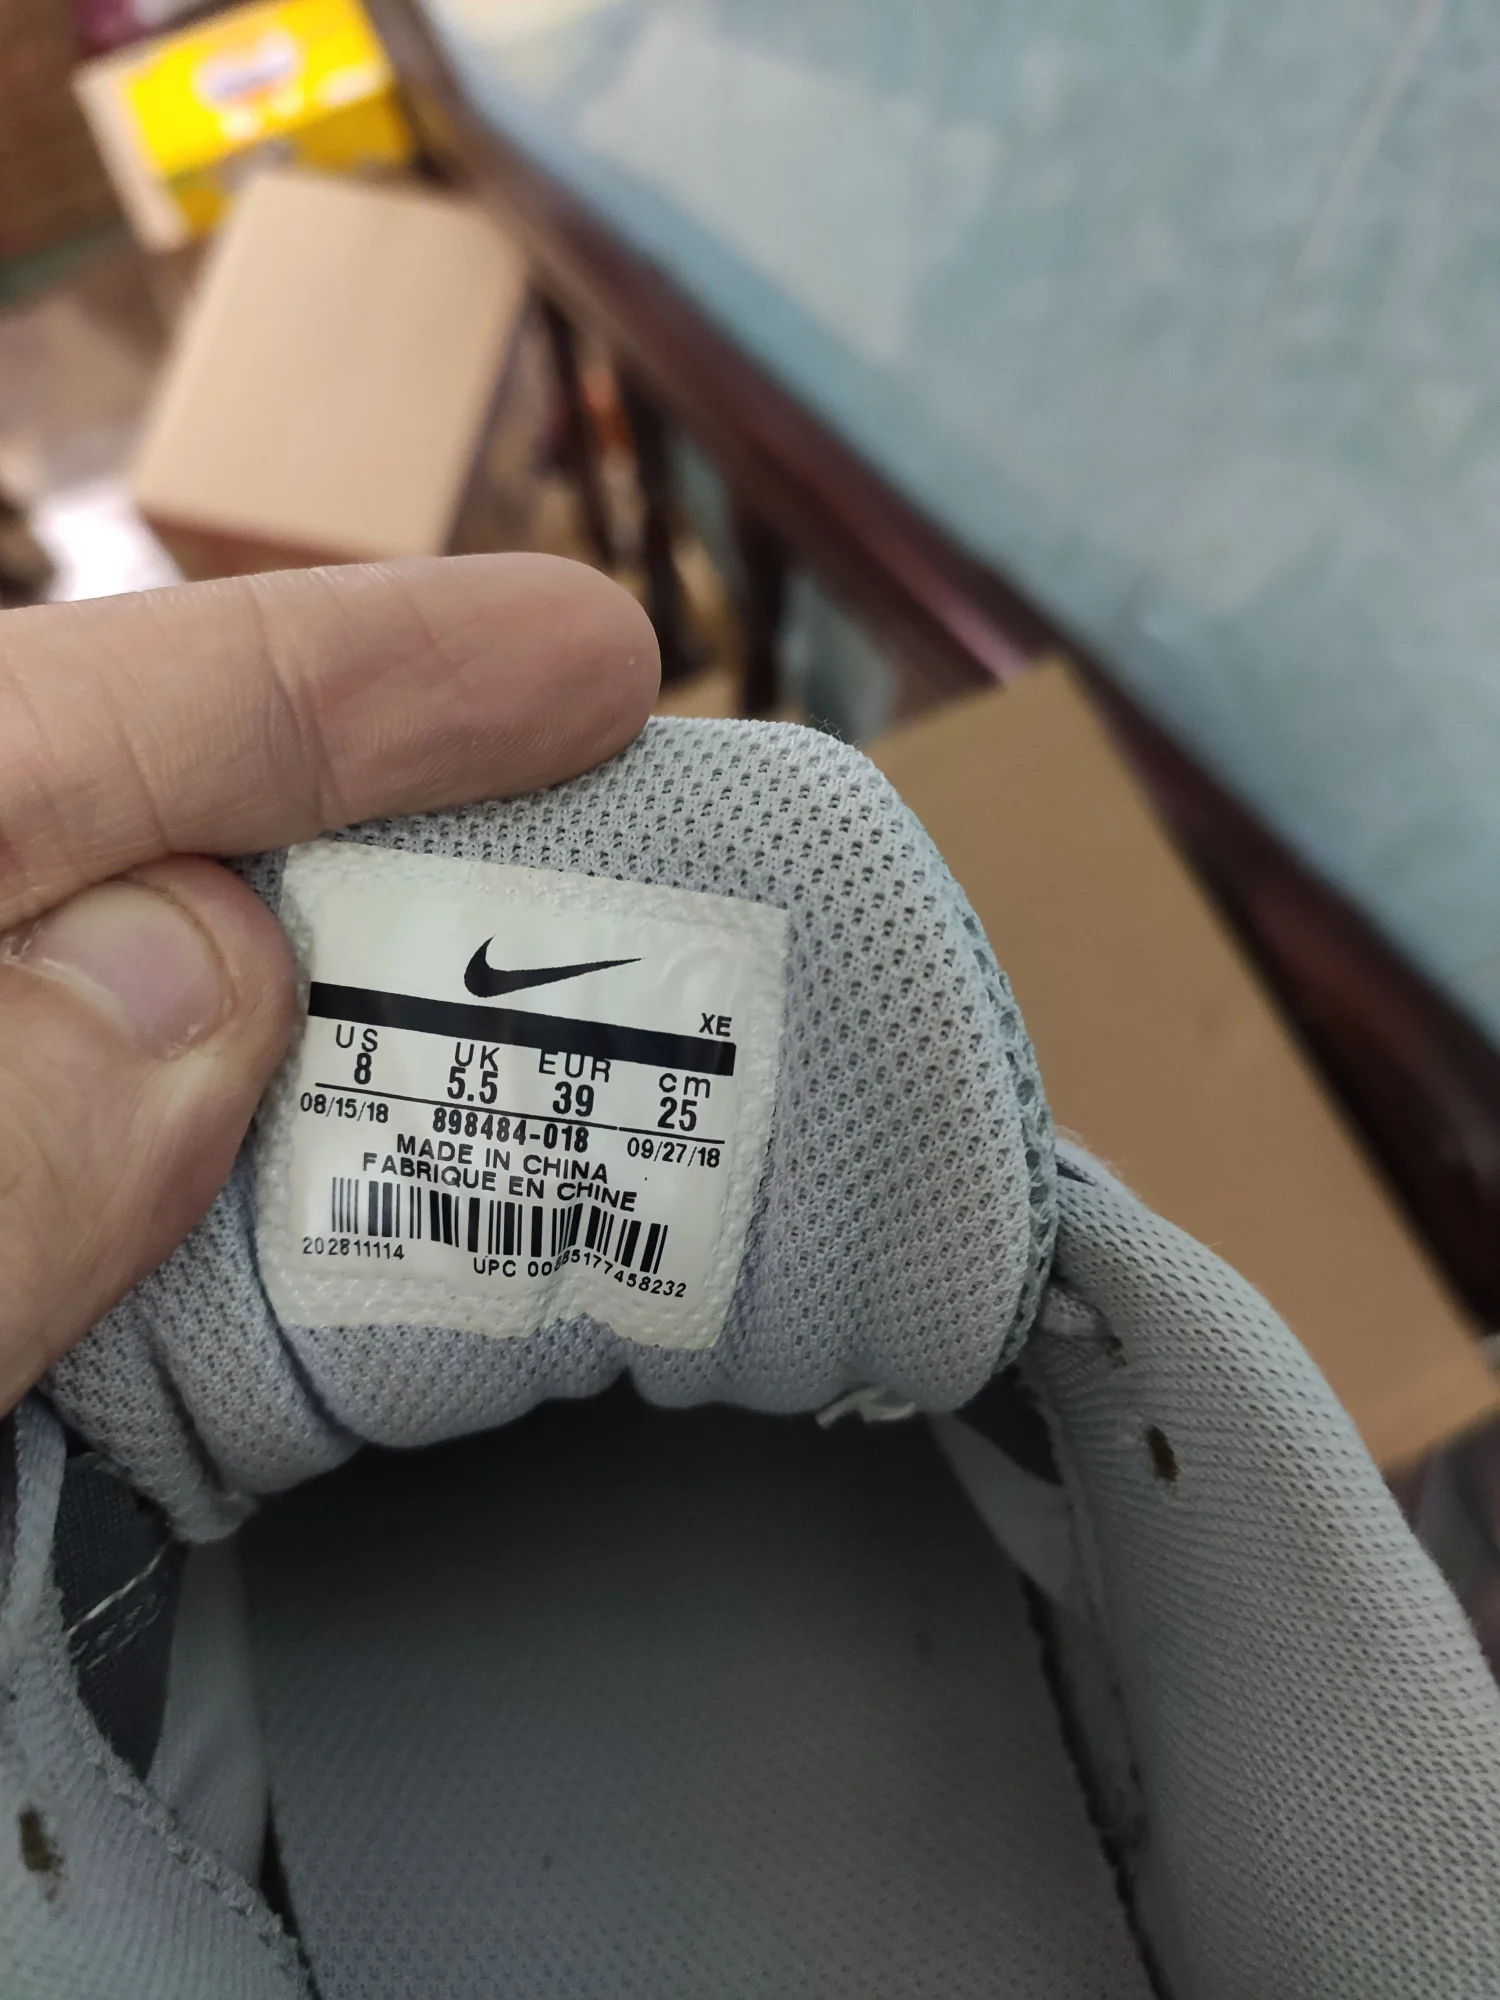 XE
US UK EUR cm
8 5.5 39 25
08/15/18 898484-018 09/27/18
MADE IN CHINA
FABRIQUE EN CHINE
202811114
UPC